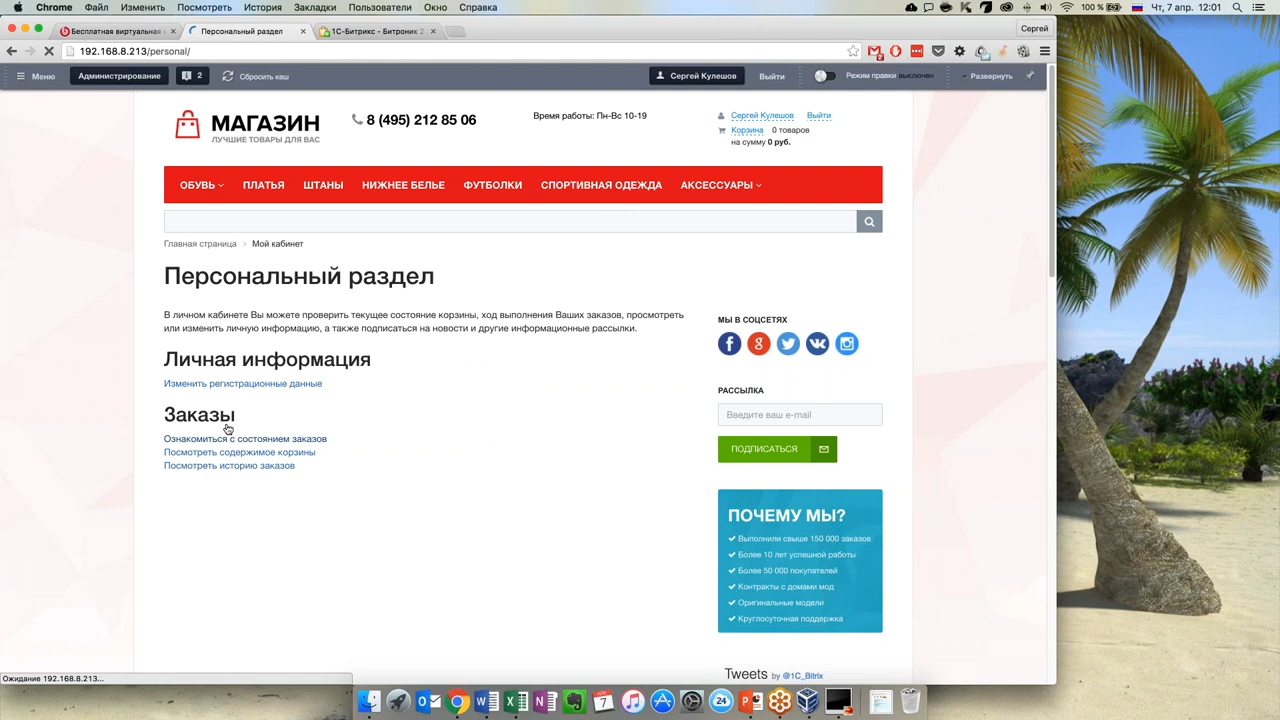 Chrome Файл Изменить Посмотреть История Закладки Пользователи Окно Справка 100 % Чт, 7 апр. 12:01
Бесплатная виртуальная Персональный раздел 1С-Битрикс - Битроник 2 Сергей
192.168.8.213/personal/
Меню Администрирование 2 Сбросить кеш Сергей Кулешов Выйти Режим правки выключен Развернуть
МАГАЗИН
ЛУЧШИЕ ТОВАРЫ ДЛЯ ВАС
8 (495) 212 85 06
Время работы: Пн-Вс 10-19
Сергей Кулешов Выйти
Корзина 0 товаров
на сумму 0 руб.
ОБУВЬ ПЛАТЬЯ ШТАНЫ НИЖНЕЕ БЕЛЬЕ ФУТБОЛКИ СПОРТИВНАЯ ОДЕЖДА АКСЕССУАРЫ
Главная страница Мой кабинет
Персональный раздел
В личном кабинете Вы можете проверить текущее состояние корзины, ход выполнения Ваших заказов, просмотреть
или изменить личную информацию, а также подписаться на новости и другие информационные рассылки.
Личная информация
Изменить регистрационные данные
Заказы
Ознакомиться с состоянием заказов
Посмотреть содержимое корзины
Посмотреть историю заказов
МЫ В СОЦСЕТЯХ
РАССЫЛКА
Введите ваш e-mail
ПОДПИСАТЬСЯ
ПОЧЕМУ МЫ?
Выполнили свыше 150 000 заказов
Более 10 лет успешной работы
Более 50 000 покупателей
Контракты с домами мод
Оригинальные модели
Круглосуточная поддержка
Tweets by @1C_Bitrix
Ожидание 192.168.8.213...
7
24